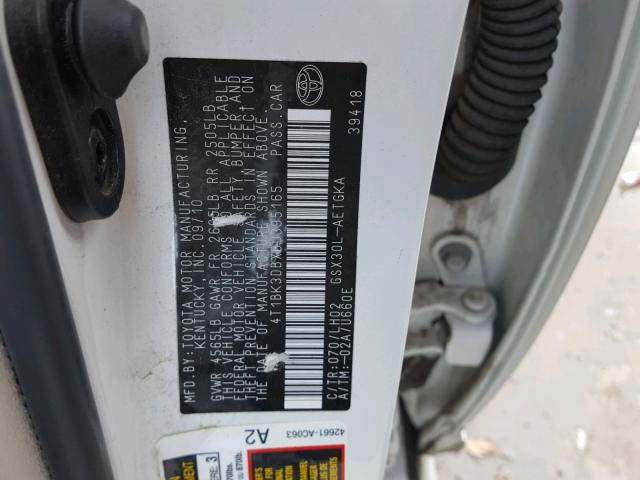 MFD.BY:TOYOTA MOTOR MANUFACTURING,
KENTUCKY, INC. 09/10
GVWR 4565LB GAWR FR LB RR 2505LB
THIS VEHICLE CONFORMS TO ALL APPLICABLE
FEDERAL MOTOR VEHICLE SAFETY, BUMPER, AND
THEFT PREVENTION STANDARDS IN EFFECT ON
THE DATE OF MANUFACTURE SHOWN ABOVE.
PASS.CAR
C/TR:070/LH02 GSX30L-AETGKA
A/TM:-02A/U660E
39418
42661-AC063
A2